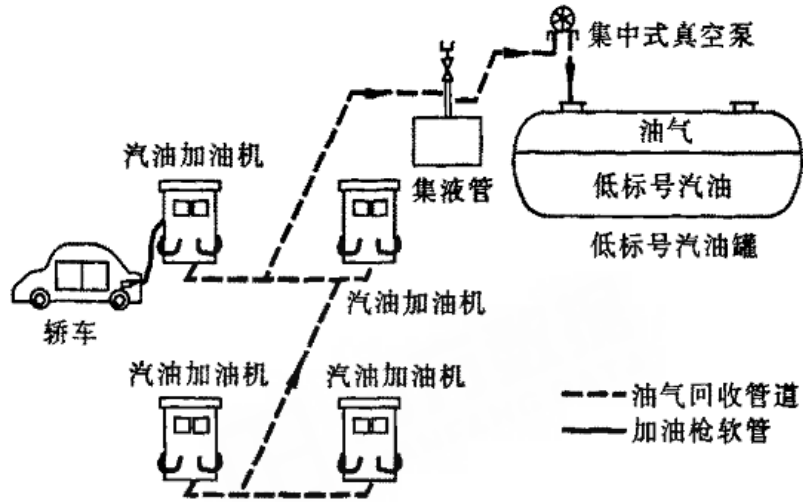 集中式真空泵
汽油加油机
油气
集液管
低标号汽油
低标号汽油罐
汽油加油机
轿车
汽油加油机
汽油加油机
油气回收管道
加油枪软管